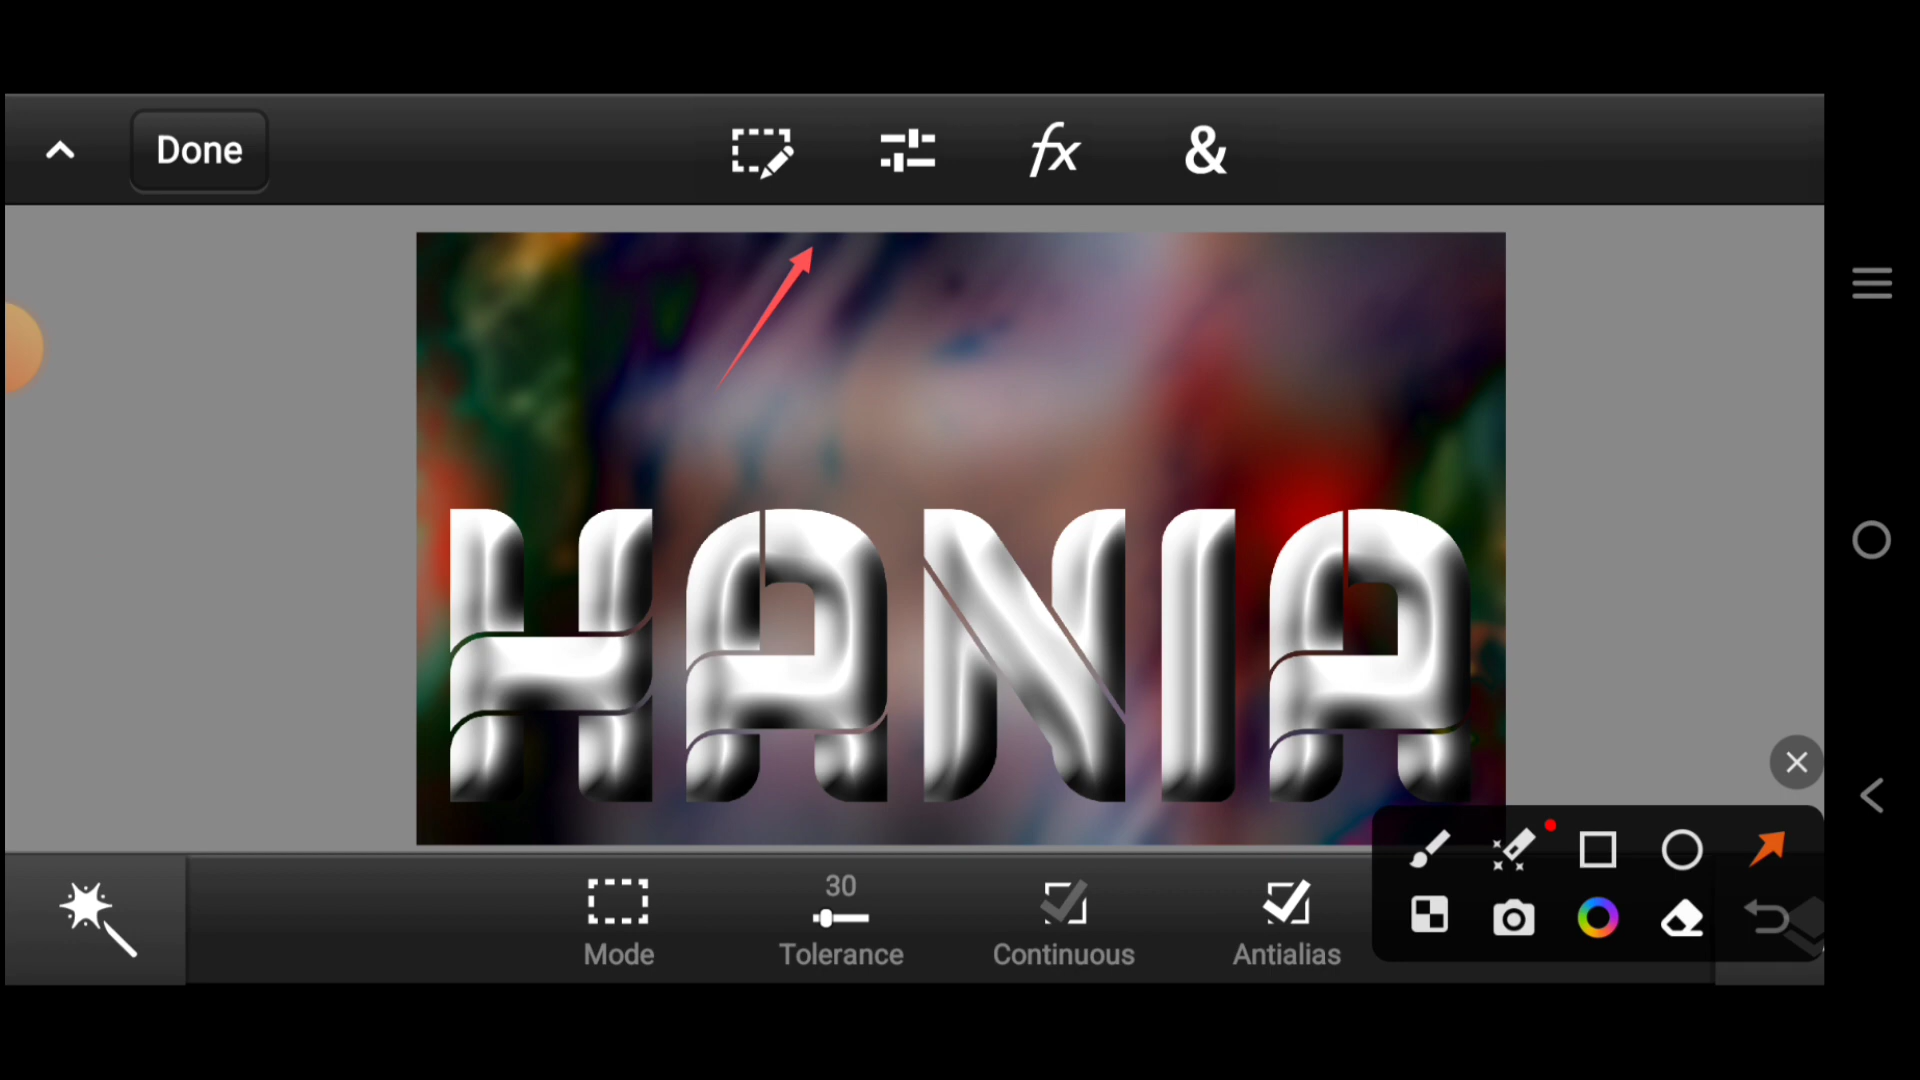 Done
fx
&
HANIA
30
Mode
Tolerance
Continuous
Antialias